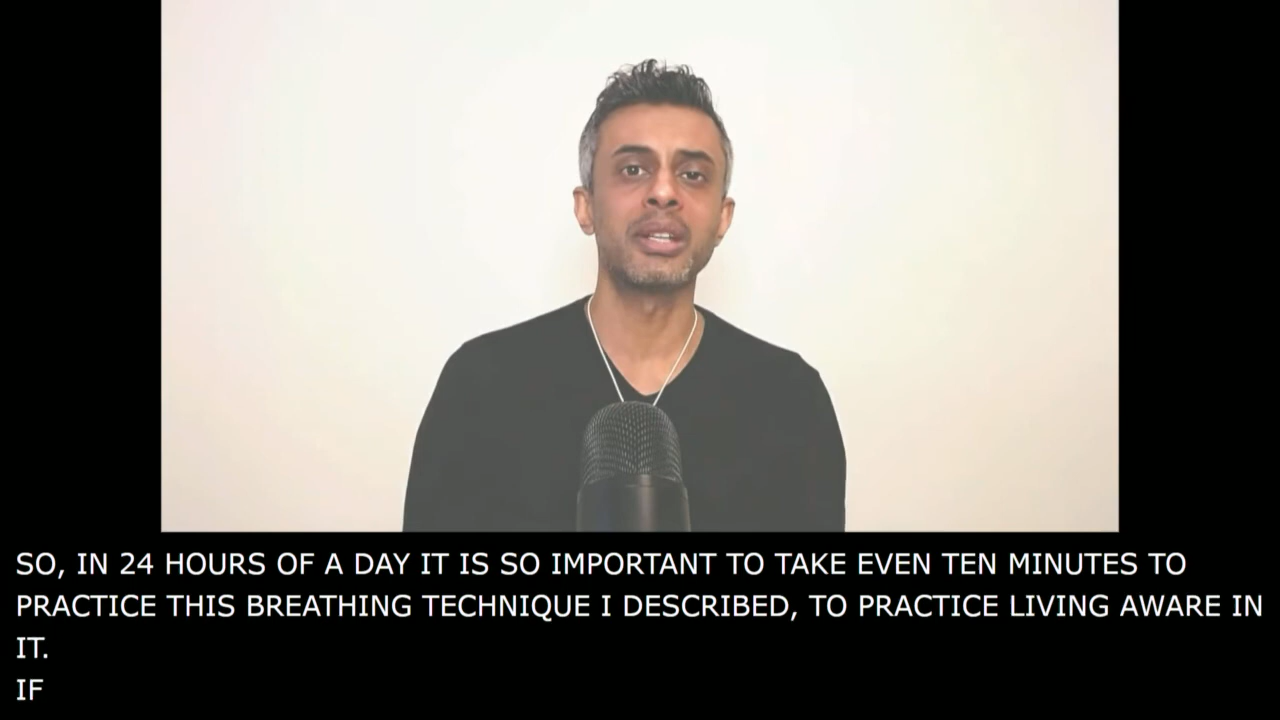 SO, IN 24 HOURS OF A DAY IT IS SO IMPORTANT TO TAKE EVEN TEN MINUTES TO
PRACTICE THIS BREATHING TECHNIQUE I DESCRIBED, TO PRACTICE LIVING AWARE IN
IT.
IF